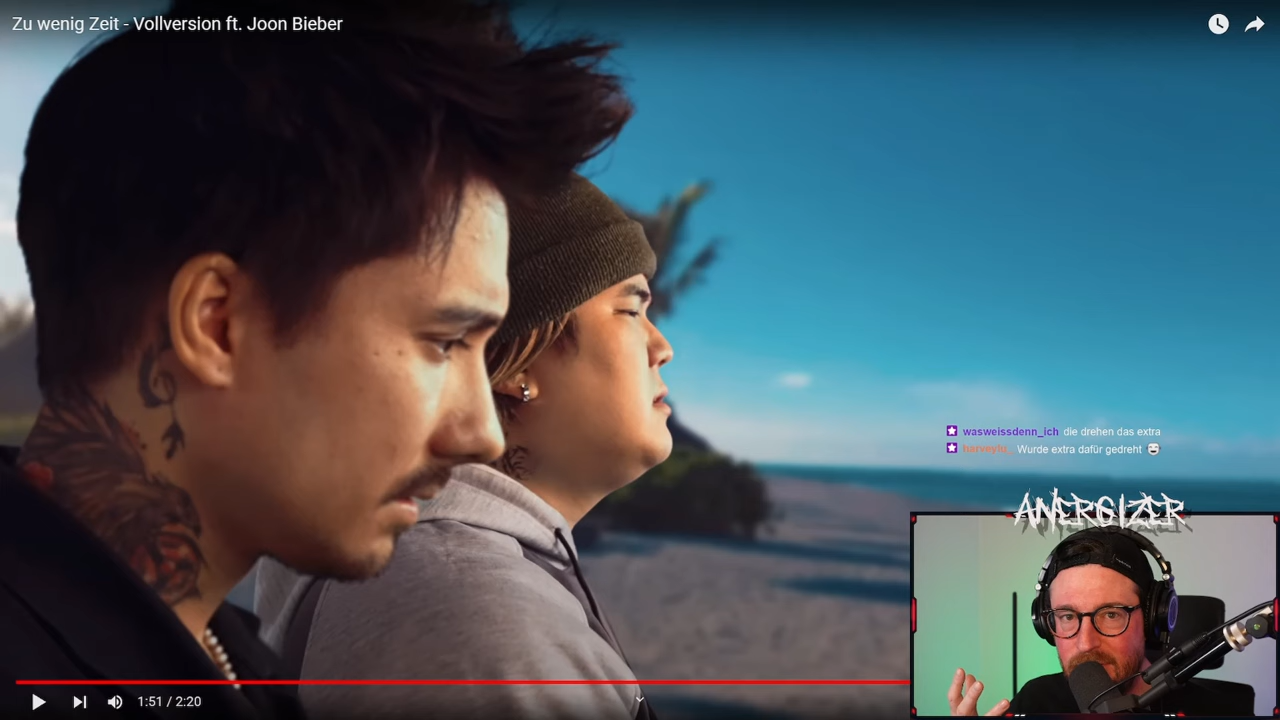 Zu wenig Zeit - Vollversion ft. Joon Bieber
wasweissdenn_ich die drehen das extra
Wurde extra dafür gedreht
ANERGIZER
1:51 / 2:20